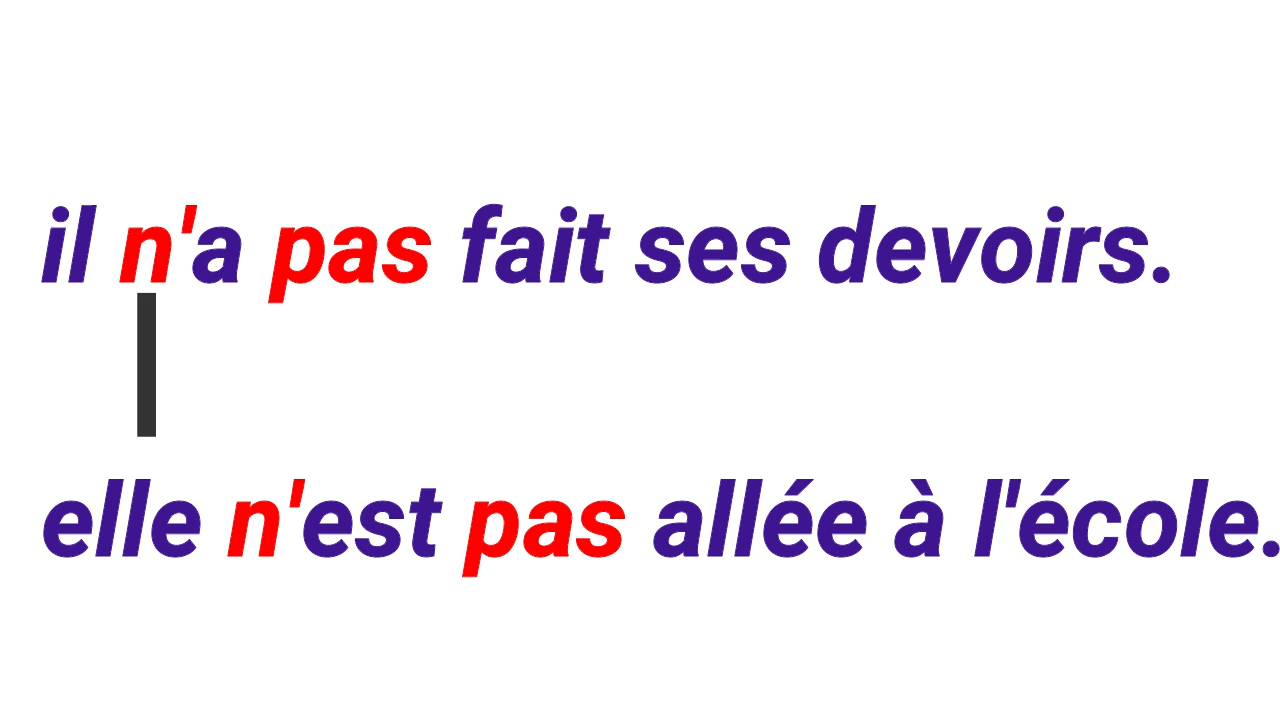 il n'a pas fait ses devoirs.
elle n'est pas allée à l'école.